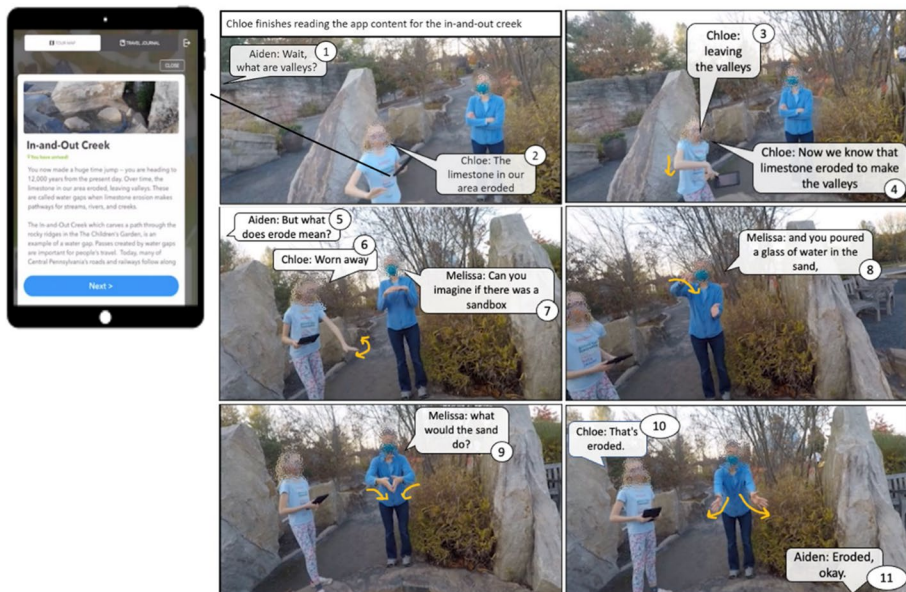 YOUR MAP
TRAVEL JOURNAL
CLOSE
In-and-Out Creek
You have arrived!
You now made a huge time jump – you are heading to
12,000 years from the present day. Over time, the
limestone in our area eroded, leaving valleys. These
are called water gaps when limestone erosion makes
pathways for streams, rivers, and creeks.
The In and Out Creek which carves a path through the
rocky ridges in the The Children's Garden, is an
example of a water gap. Passes created by water gaps
are important for people's travel. Today, many of
Central Pennsylvania's roads and railways follow along
Next >
Chloe finishes reading the app content for the in-and-out creek
Aiden: Wait,
what are valleys?
1
Chloe: The
limestone in our
area eroded
2
Chloe:
leaving
the valleys
3
Chloe: Now we know that
limestone eroded to make
the valleys
4
Aiden: But what
does erode mean?
5
6
Chloe: Worn away
Melissa: Can you
imagine if there was a
sandbox
7
Melissa: and you poured
a glass of water in the
sand,
8
Melissa: what
would the sand
do?
9
10
Chloe: That's
eroded.
Aiden: Eroded,
okay.
11